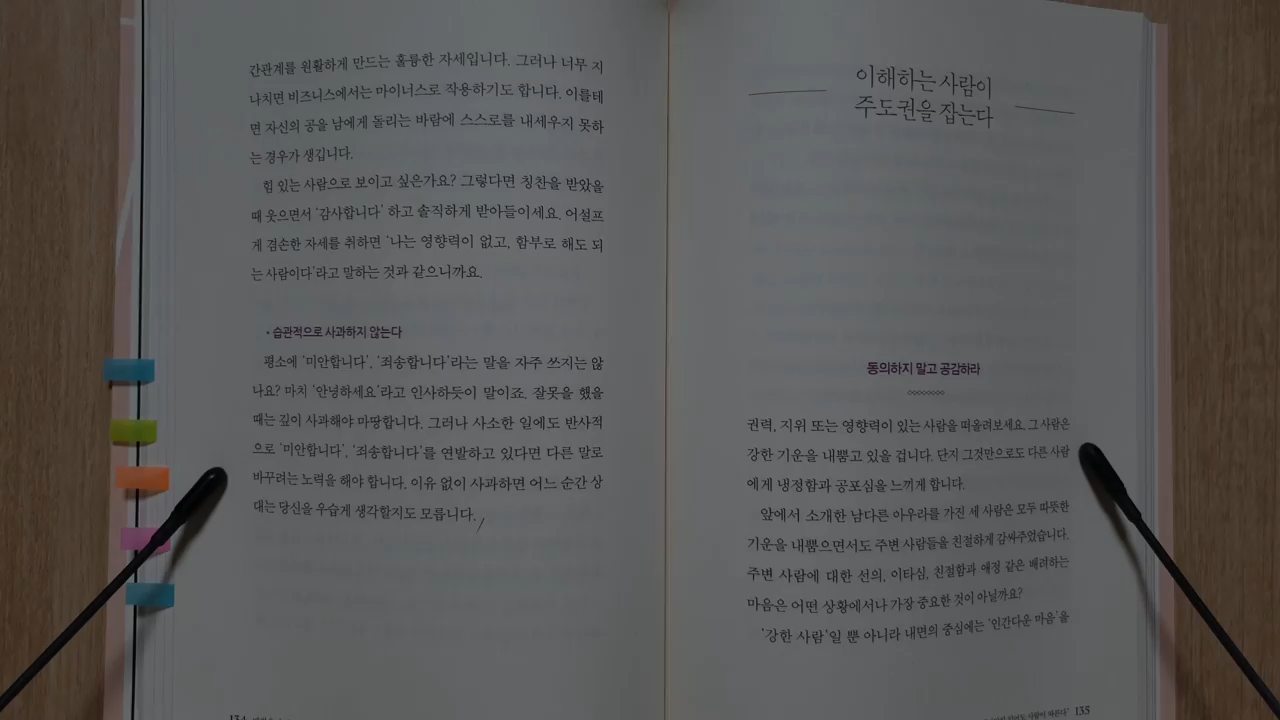 간관계를 원활하게 만드는 훌륭한 자세입니다. 그러나 너무 지
나치면 비즈니스에서는 마이너스로 작용하기도 합니다. 이를테
면 자신의 공을 남에게 돌리는 바람에 스스로를 내세우지 못하
는 경우가 생깁니다.
힘 있는 사람으로 보이고 싶은가요? 그렇다면 칭찬을 받았을
때 웃으면서 '감사합니다' 하고 솔직하게 받아들이세요. 어설프
게 겸손한 자세를 취하면 '나는 영향력이 없고, 함부로 해도 되
는 사람이다'라고 말하는 것과 같으니까요.
· 습관적으로 사과하지 않는다
평소에 '미안합니다', '죄송합니다'라는 말을 자주 쓰지는 않
나요? 마치 '안녕하세요'라고 인사하듯이 말이죠. 잘못을 했을
때는 깊이 사과해야 마땅합니다. 그러나 사소한 일에도 반사적
으로 '미안합니다', '죄송합니다'를 연발하고 있다면 다른 말로
바꾸려는 노력을 해야 합니다. 이유 없이 사과하면 어느 순간 상
대는 당신을 우습게 생각할지도 모릅니다.
134
이해하는 사람이
주도권을 잡는다
동의하지 말고 공감하라
권력, 지위 또는 영향력이 있는 사람을 떠올려보세요. 그 사람은
강한 기운을 내뿜고 있을 겁니다. 단지 그것만으로도 다른 사람
에게 냉정함과 공포심을 느끼게 합니다.
앞에서 소개한 남다른 아우라를 가진 세 사람은 모두 따뜻한
기운을 내뿜으면서도 주변 사람들을 친절하게 감싸주었습니다.
주변 사람에 대한 선의, 이타심, 친절함과 애정 같은 배려하는
마음은 어떤 상황에서나 가장 중요한 것이 아닐까요?
'강한 사람'일 뿐 아니라 내면의 중심에는 '인간다운 마음'을
135